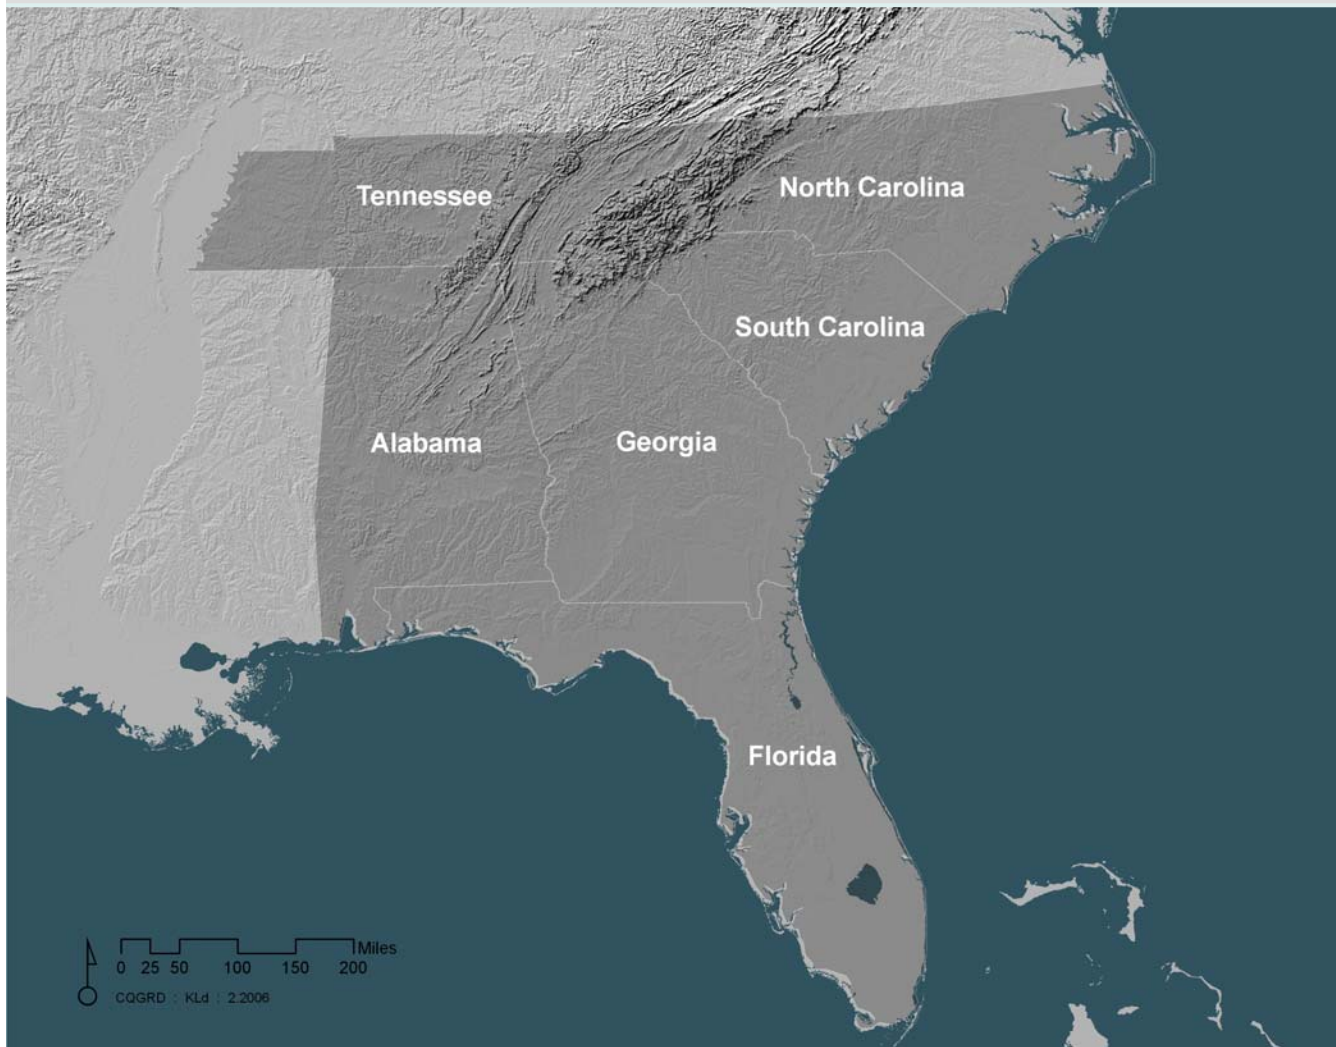 Tennessee
North Carolina
South Carolina
Alabama
Georgia
Florida
Miles
0 25 50 100 150 200
CQGRD : KLd : 2.2006